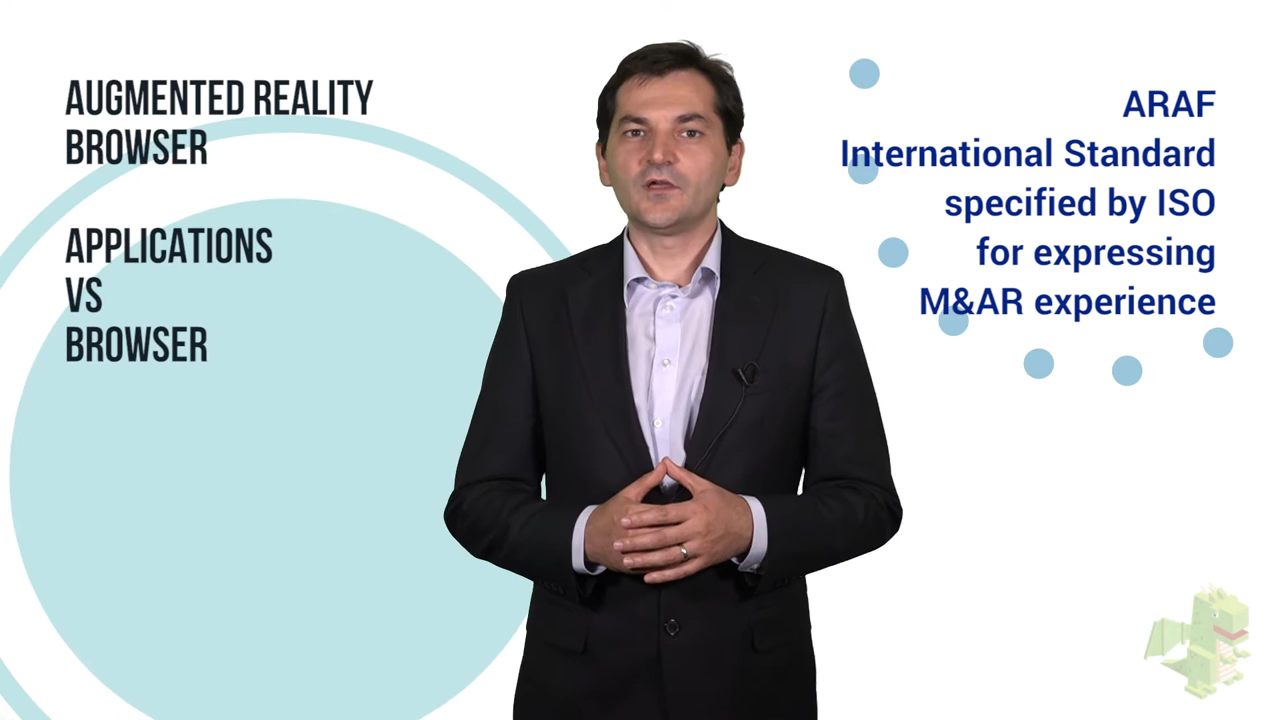 AUGMENTED REALITY
BROWSER
APPLICATIONS
VS
BROWSER
ARAF
International Standard
specified by ISO
for expressing
M&AR experience